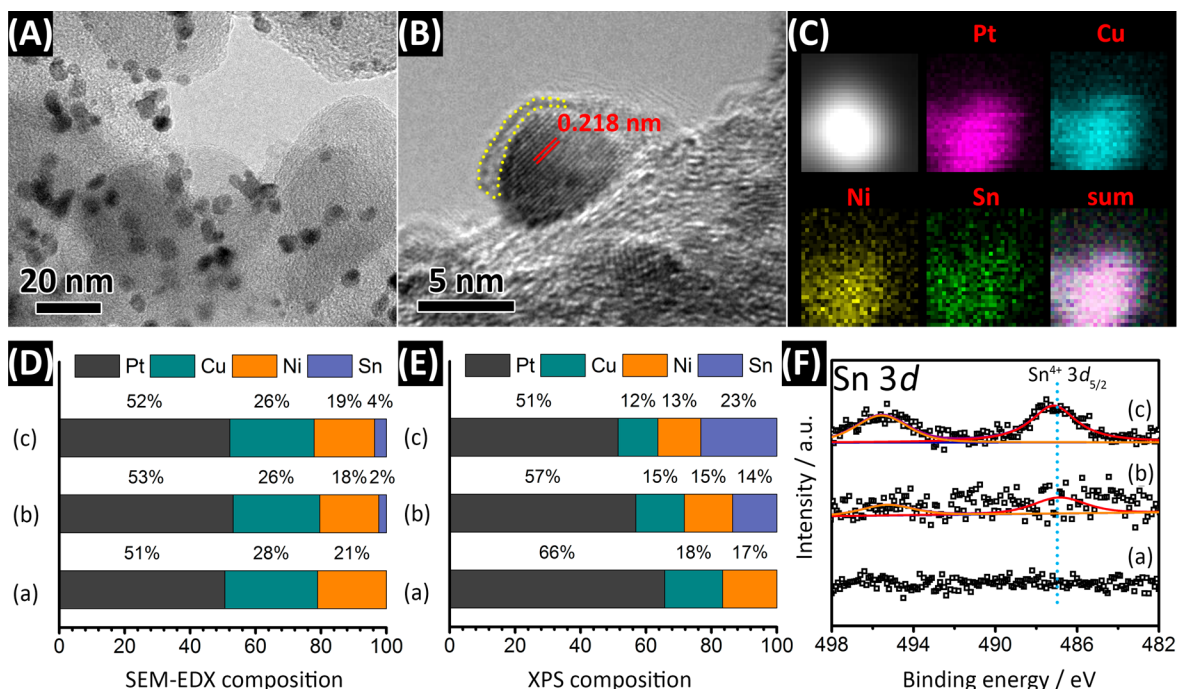 (A)
20 nm
(B)
0.218 nm
5 nm
(C)
Pt Cu
Ni Sn sum
(D)
Pt Cu Ni Sn
52% 26% 19% 4%
(c)
53% 26% 18% 2%
(b)
51% 28% 21%
(a)
0 20 40 60 80 100
SEM-EDX composition
(E)
Pt Cu Ni Sn
51% 12% 13% 23%
(c)
57% 15% 15% 14%
(b)
66% 18% 17%
(a)
0 20 40 60 80 100
XPS composition
(F)
Sn 3d
Sn⁴⁺ 3d₅/₂
(c)
(b)
(a)
Intensity / a.u.
498 494 490 486 482
Binding energy / eV